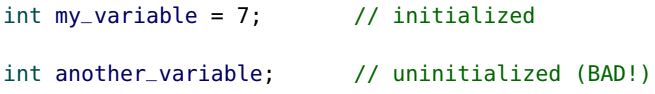 int my_variable = 7;       // initialized
int another_variable;      // uninitialized (BAD!)